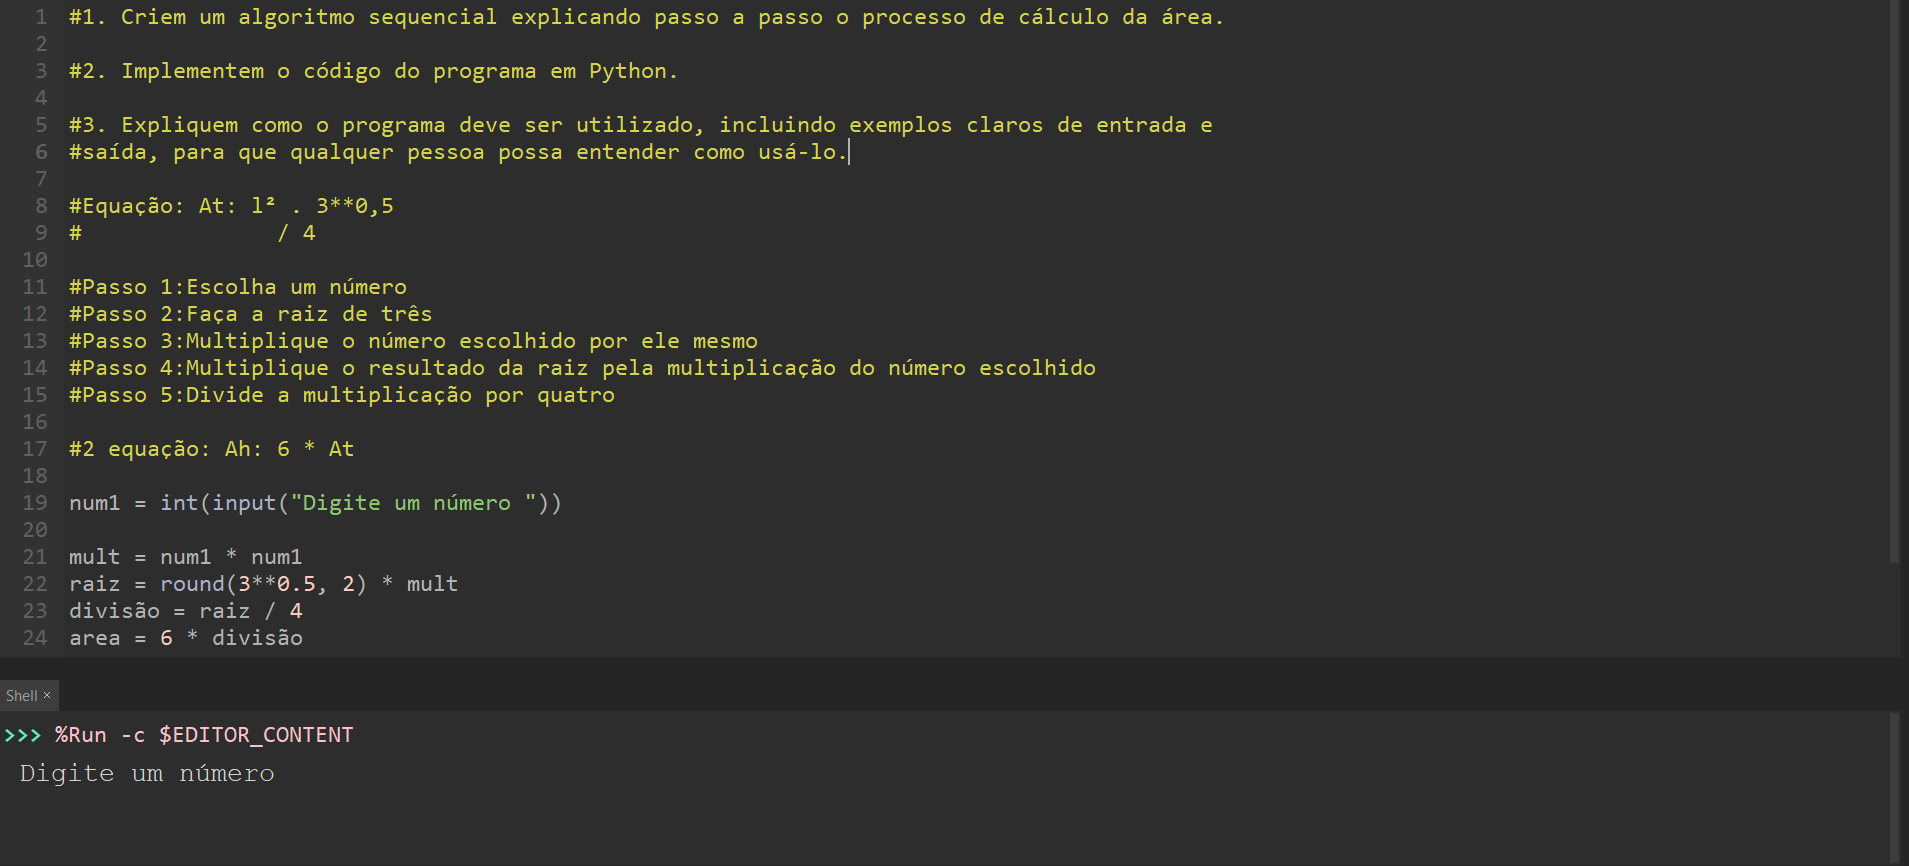 1 #1. Criem um algoritmo sequencial explicando passo a passo o processo de cálculo da área.
2
3 #2. Implementem o código do programa em Python.
4
5 #3. Expliquem como o programa deve ser utilizado, incluindo exemplos claros de entrada e
6 #saída, para que qualquer pessoa possa entender como usá-lo.
7
8 #Equação: At: l² . 3**0,5
9 #               / 4
10
11 #Passo 1:Escolha um número
12 #Passo 2:Faça a raiz de três
13 #Passo 3:Multiplique o número escolhido por ele mesmo
14 #Passo 4:Multiplique o resultado da raiz pela multiplicação do número escolhido
15 #Passo 5:Divide a multiplicação por quatro
16
17 #2 equação: Ah: 6 * At
18
19 num1 = int(input("Digite um número "))
20
21 mult = num1 * num1
22 raiz = round(3**0.5, 2) * mult
23 divisão = raiz / 4
24 area = 6 * divisão
Shell ×
>>> %Run -c $EDITOR_CONTENT
Digite um número